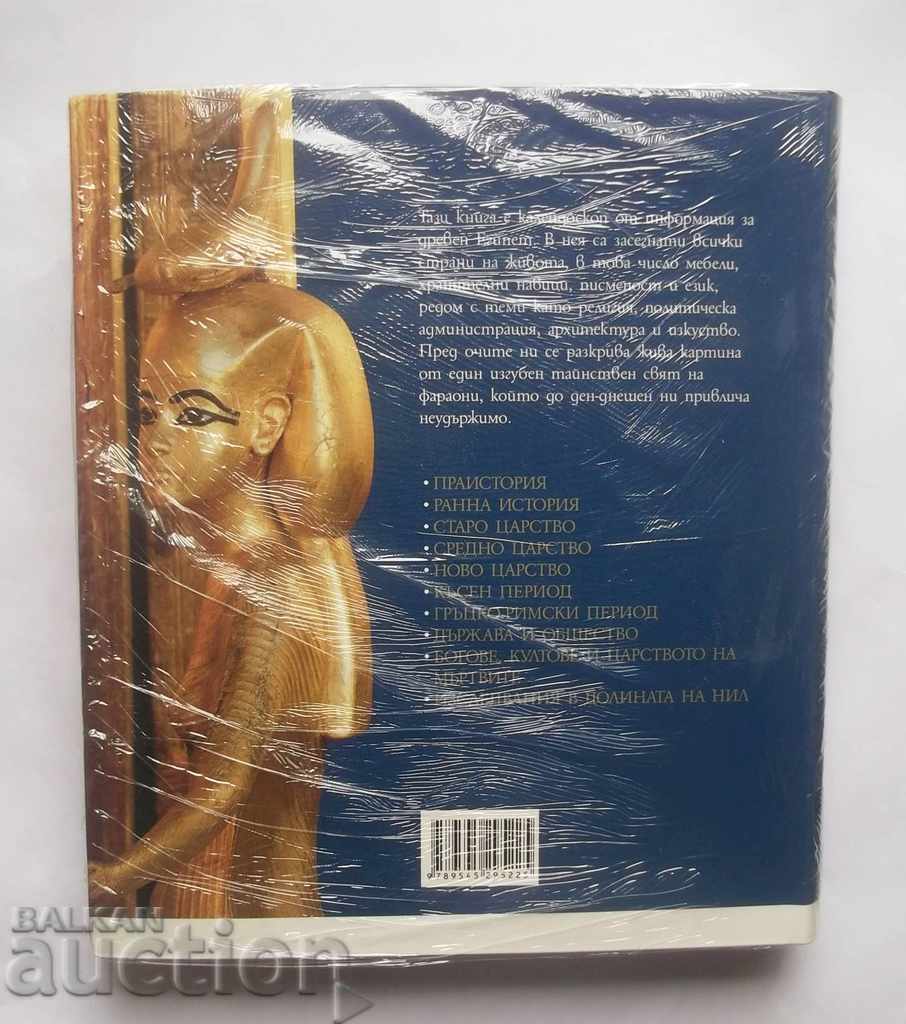 Тази книга е калейдоскоп от информация за
древен Египет. В нея са засегнати всички
страни на живота, в това число мебели,
хранителни навици, писменост и език,
редом с теми като религия, политическа
администрация, архитектура и изкуство.
Пред очите ни се разкрива жива картина
от един изгубен тайнствен свят на
фараони, който до ден-днешен ни привлича
неудържимо.
• ПРАИСТОРИЯ
• РАННА ИСТОРИЯ
• СТАРО ЦАРСТВО
• СРЕДНО ЦАРСТВО
• НОВО ЦАРСТВО
• КЪСЕН ПЕРИОД
• ГРЪЦКО-РИМСКИ ПЕРИОД
• ДЪРЖАВА И ОБЩЕСТВО
• БОГОВЕ, КУЛТОВЕ И ЦАРСТВОТО НА
МЪРТВИТЕ
В ДОЛИНАТА НА НИЛ
9 789545 29522
BALKAN
auction